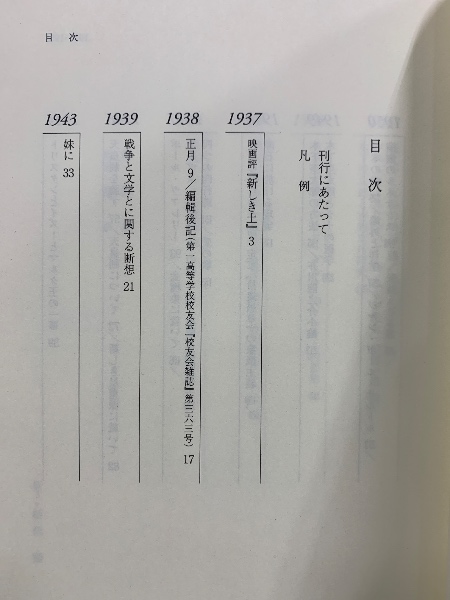 目 次
目 次
刊行にあたって
凡 例
1937
映画評『新しき土』 3
1938
正月 9／編輯後記（第一高等学校校友会『校友会雑誌』第三六三号） 17
1939
戦争と文学とに関する断想 21
1943
妹に 33